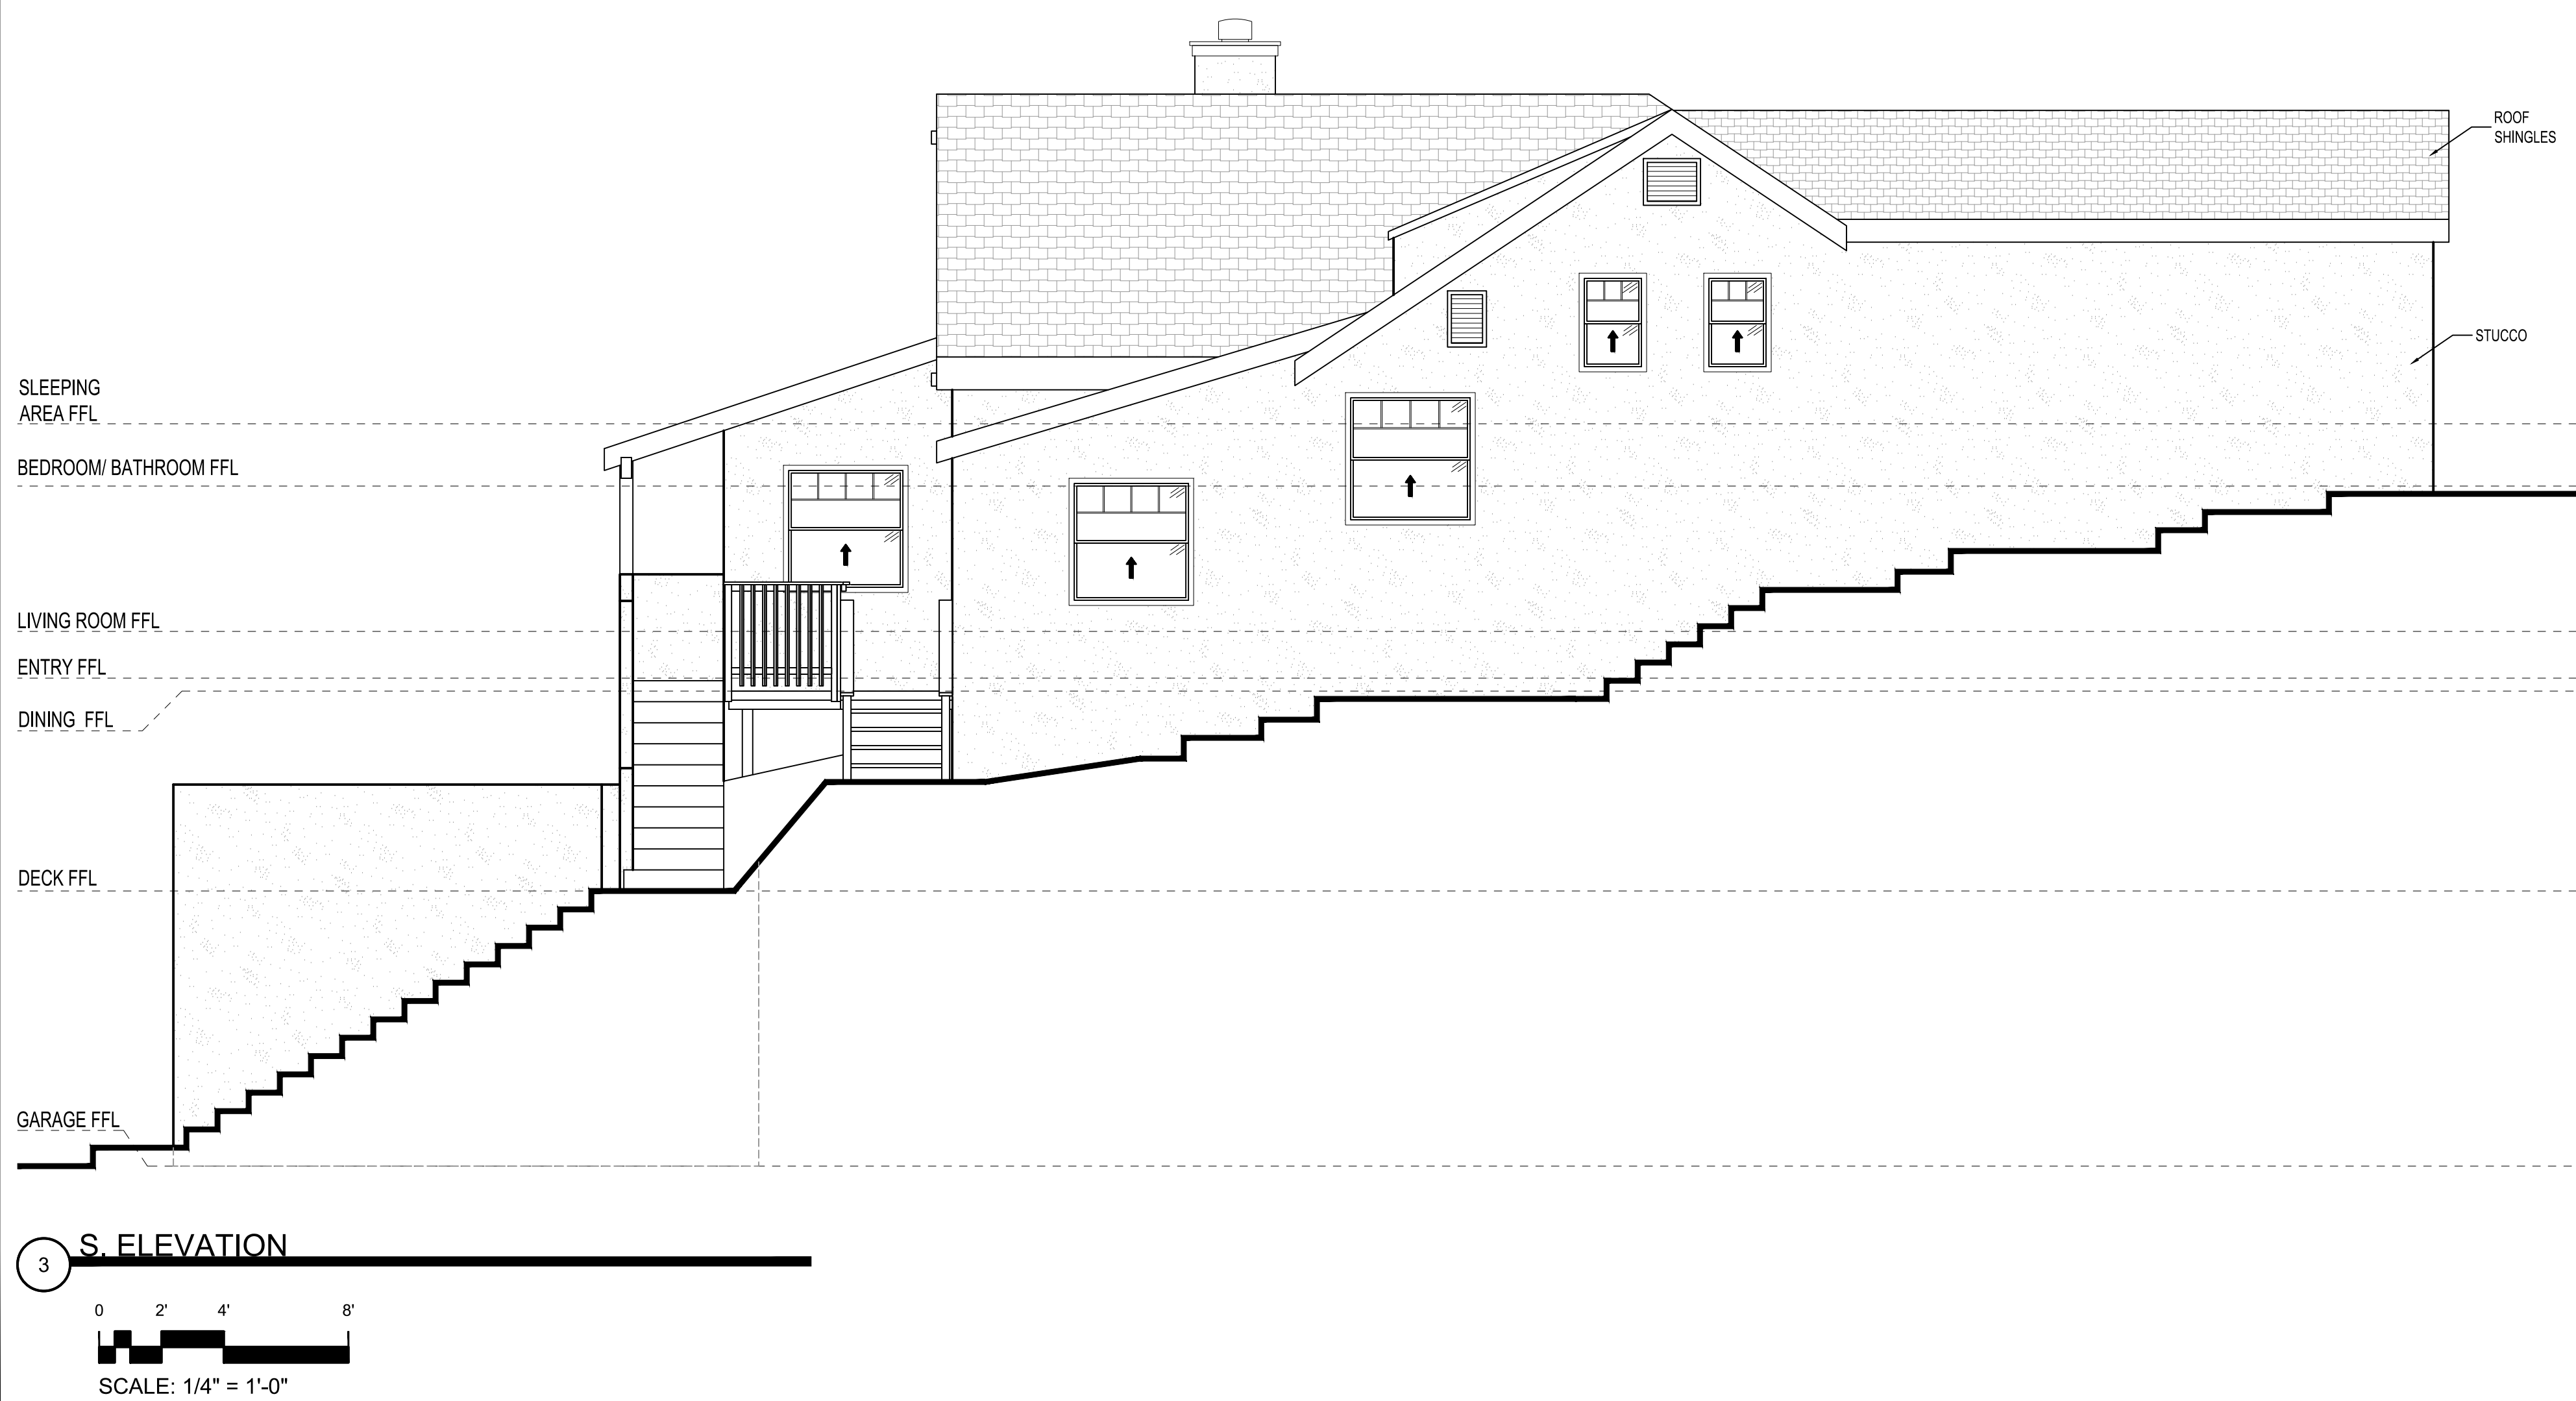 ROOF
SHINGLES
STUCCO
SLEEPING
AREA FFL
BEDROOM/ BATHROOM FFL
LIVING ROOM FFL
ENTRY FFL
DINING FFL
DECK FFL
GARAGE FFL
3 S. ELEVATION
0 2' 4' 8'
SCALE: 1/4" = 1'-0"